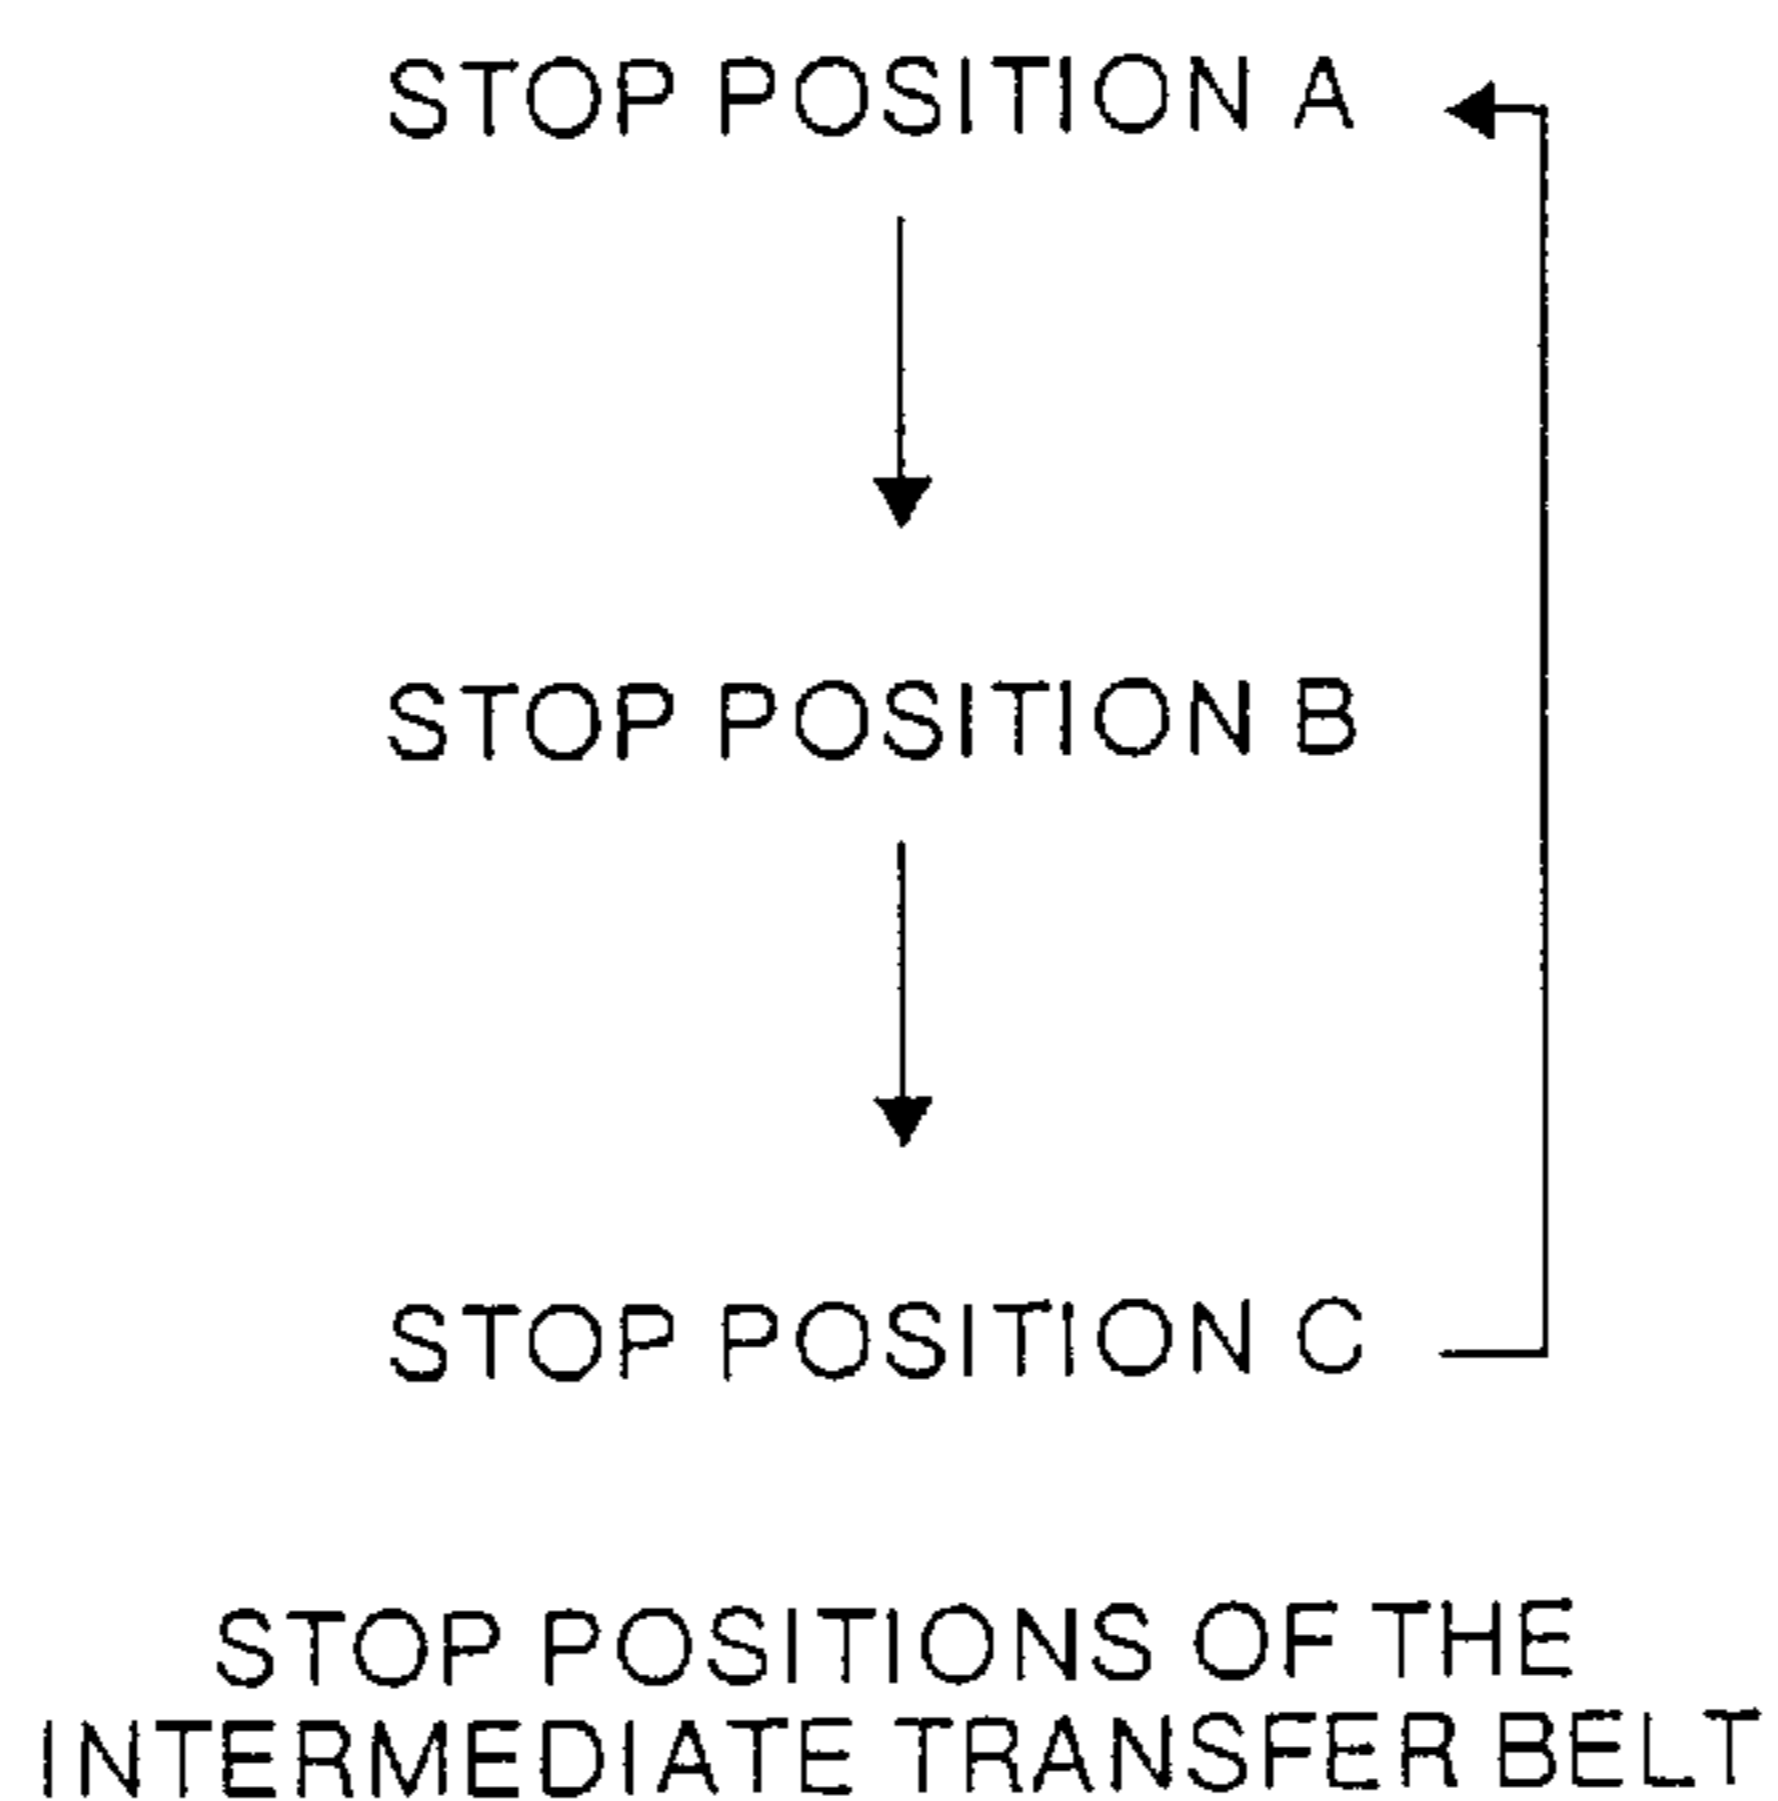 STOP POSITION A
STOP POSITION B
STOP POSITION C
STOP POSITIONS OF THE
INTERMEDIATE TRANSFER BELT